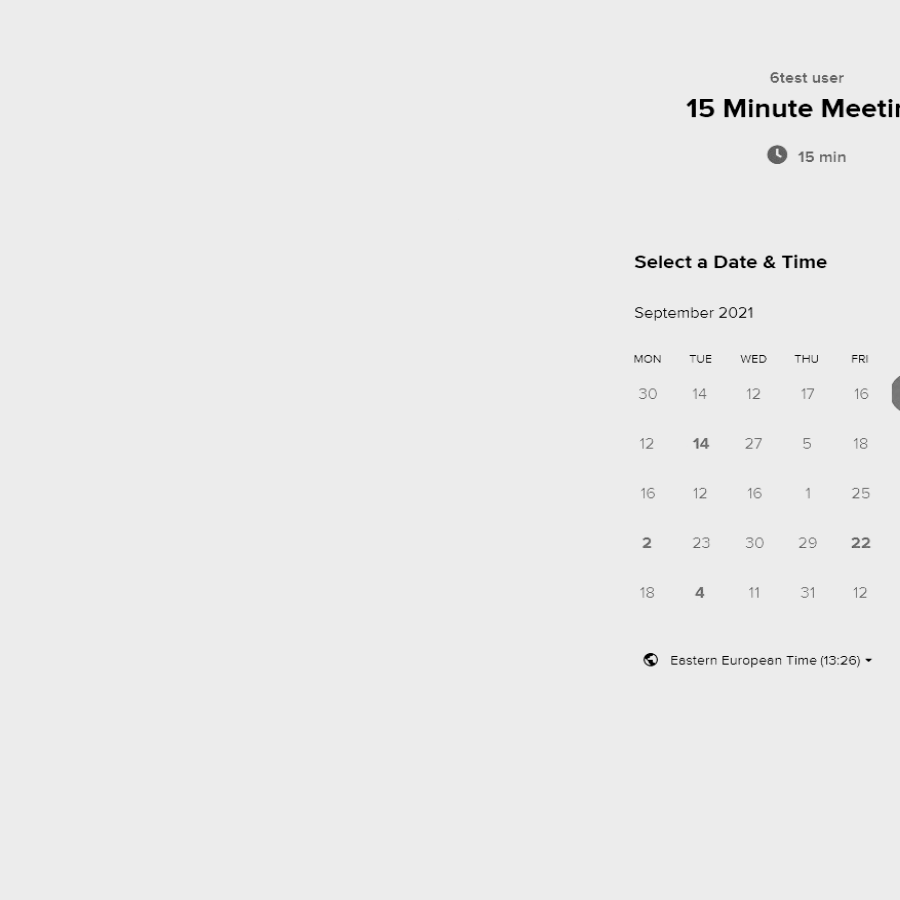 6test user
15 Minute Meetin
15 min
Select a Date & Time
September 2021
MON TUE WED THU FRI
30 14 12 17 16
12 14 27 5 18
16 12 16 1 25
2 23 30 29 22
18 4 11 31 12
Eastern European Time (13:26)